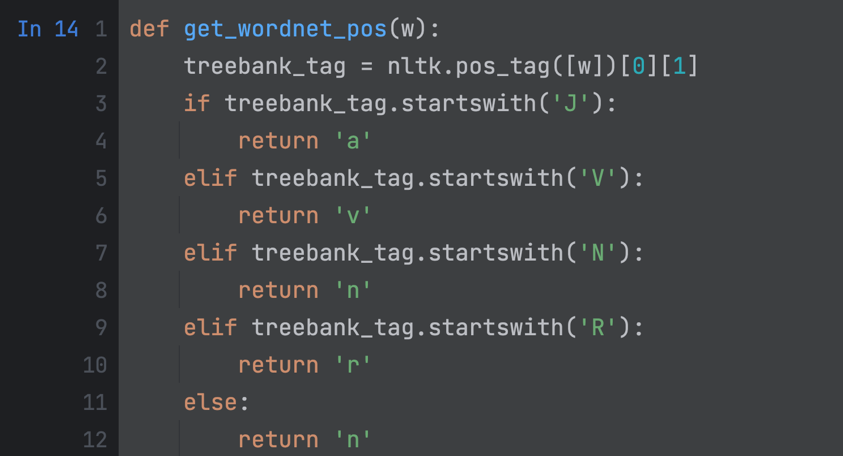 In 14 1 def get_wordnet_pos(w):
2 treebank_tag = nltk.pos_tag([w])[0][1]
3 if treebank_tag.startswith('J'):
4 return 'a'
5 elif treebank_tag.startswith('V'):
6 return 'v'
7 elif treebank_tag.startswith('N'):
8 return 'n'
9 elif treebank_tag.startswith('R'):
10 return 'r'
11 else:
12 return 'n'